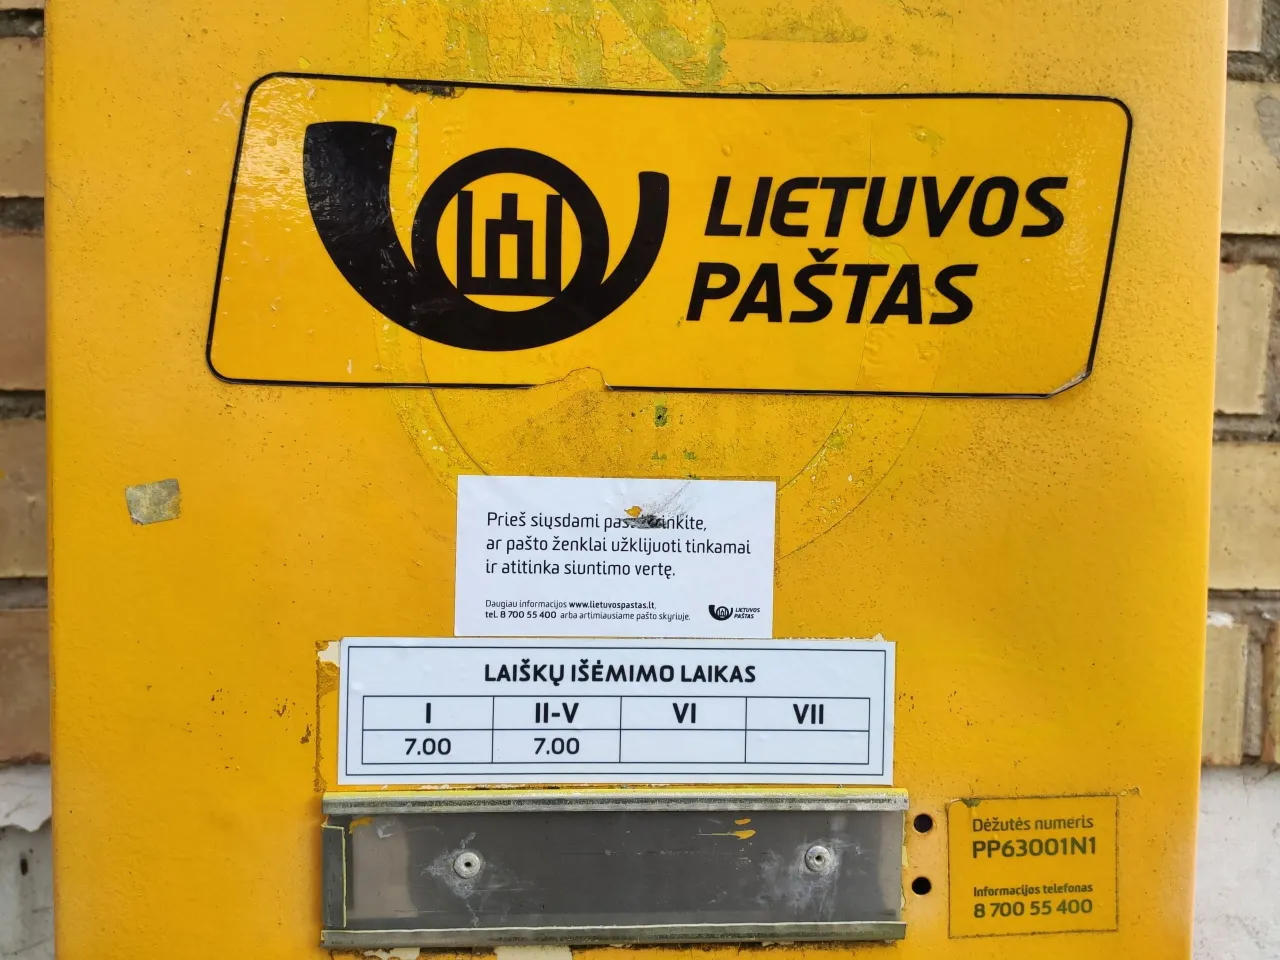 LIETUVOS
PAŠTAS
Prieš siųsdami
ar pašto ženklai užklijuoti tinkamai
ir atitinka siuntimo vertę.
Daugiau informacijos www.lietuvospastas.lt,
tel. 8 700 55 400 arba artimiausiame pašto skyriuje.
LIETUVOS
PAŠTAS
LAIŠKŲ IŠĖMIMO LAIKAS
I II-V VI VII
7.00 7.00
Dėžutės numeris
PP63001N1
Informacijos telefonas
8 700 55 400